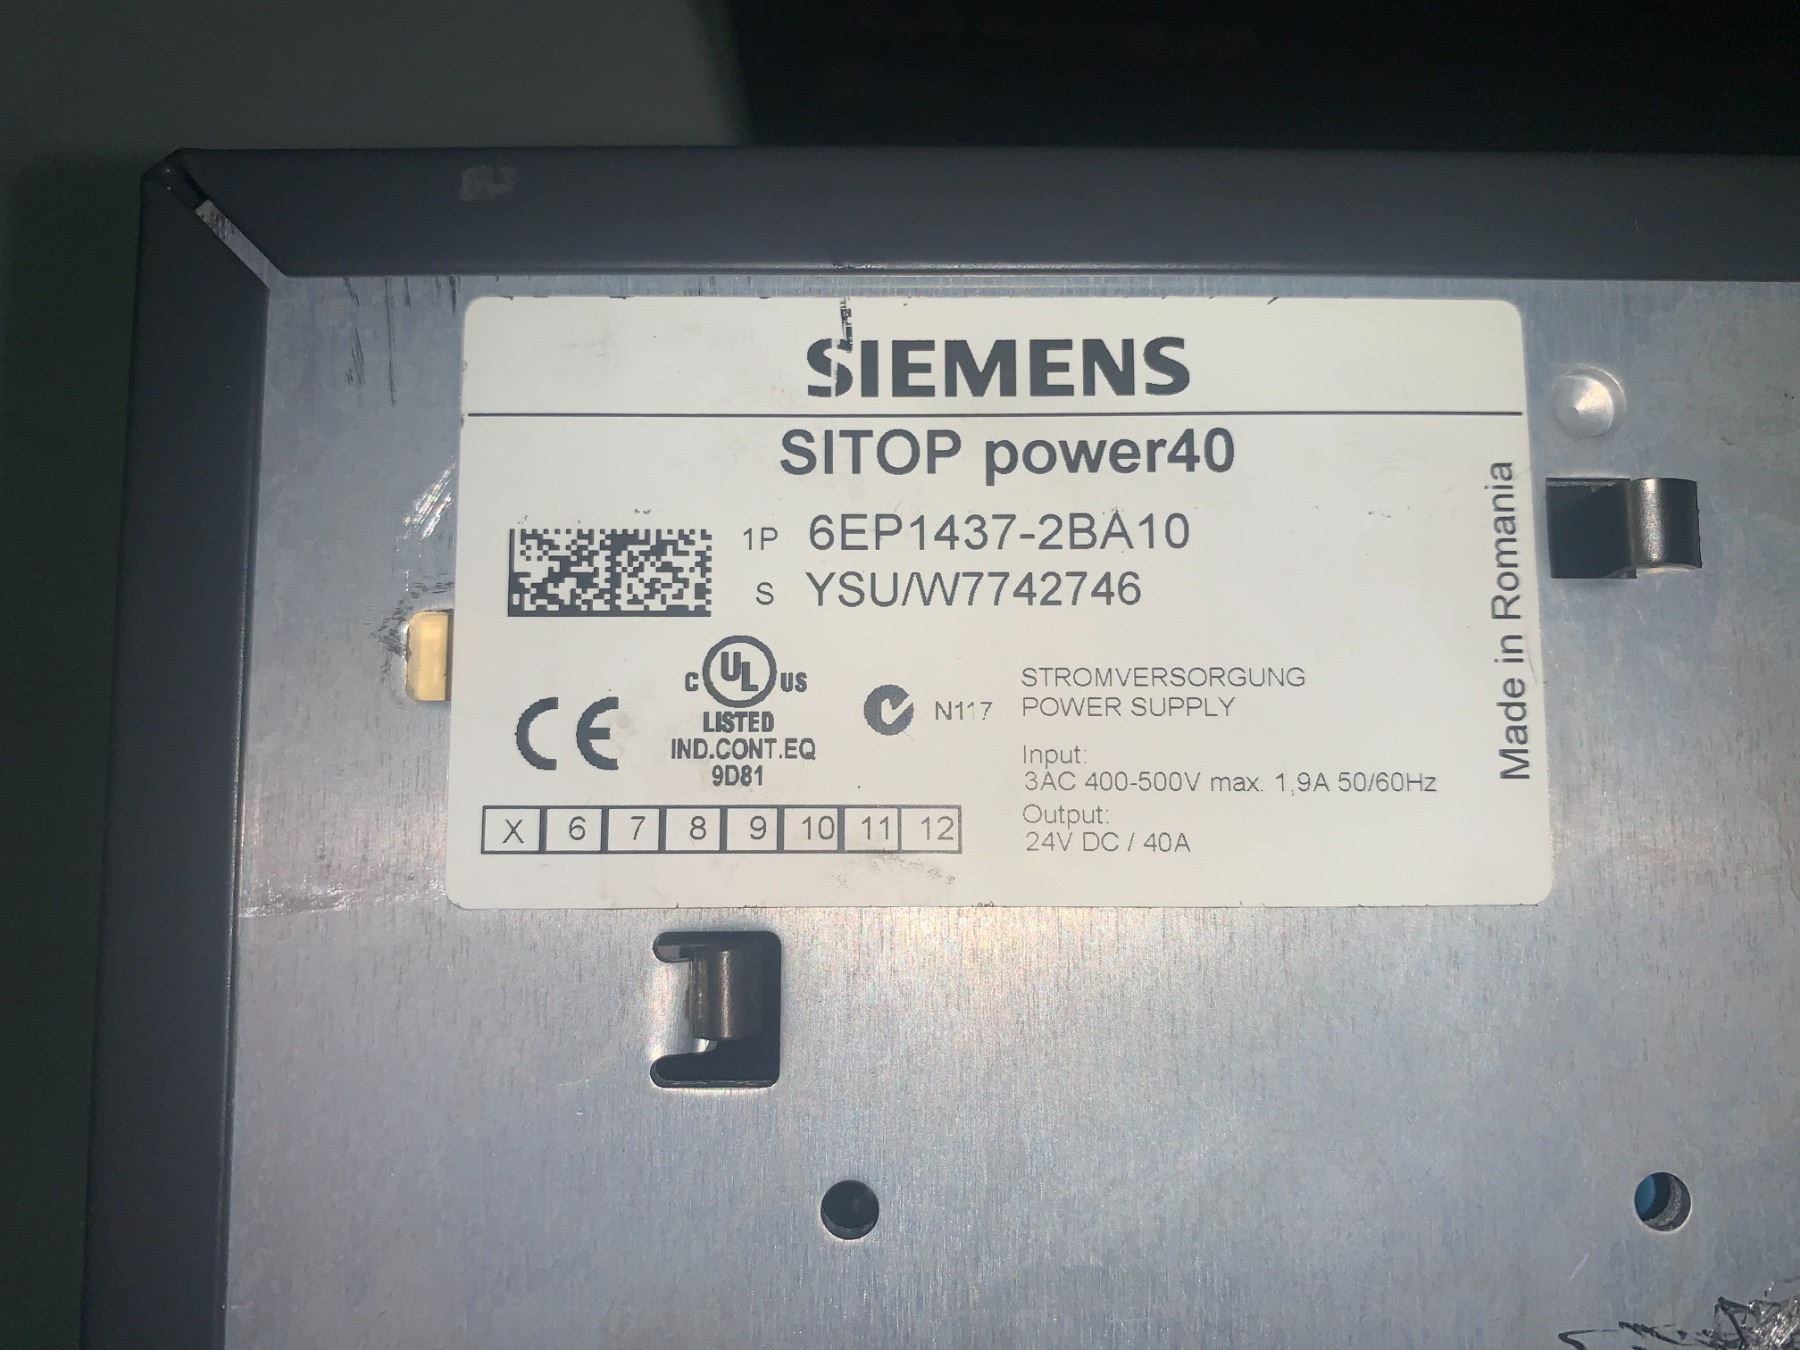 SIEMENS
SITOP power40
1P 6EP1437-2BA10
S YSU/W7742746
C UL US
LISTED
IND.CONT.EQ
9D81
CE
N117
STROMVERSORGUNG
POWER SUPPLY
Input:
3AC 400-500V max. 1,9A 50/60Hz
Output:
24V DC / 40A
X 6 7 8 9 10 11 12
Made in Romania